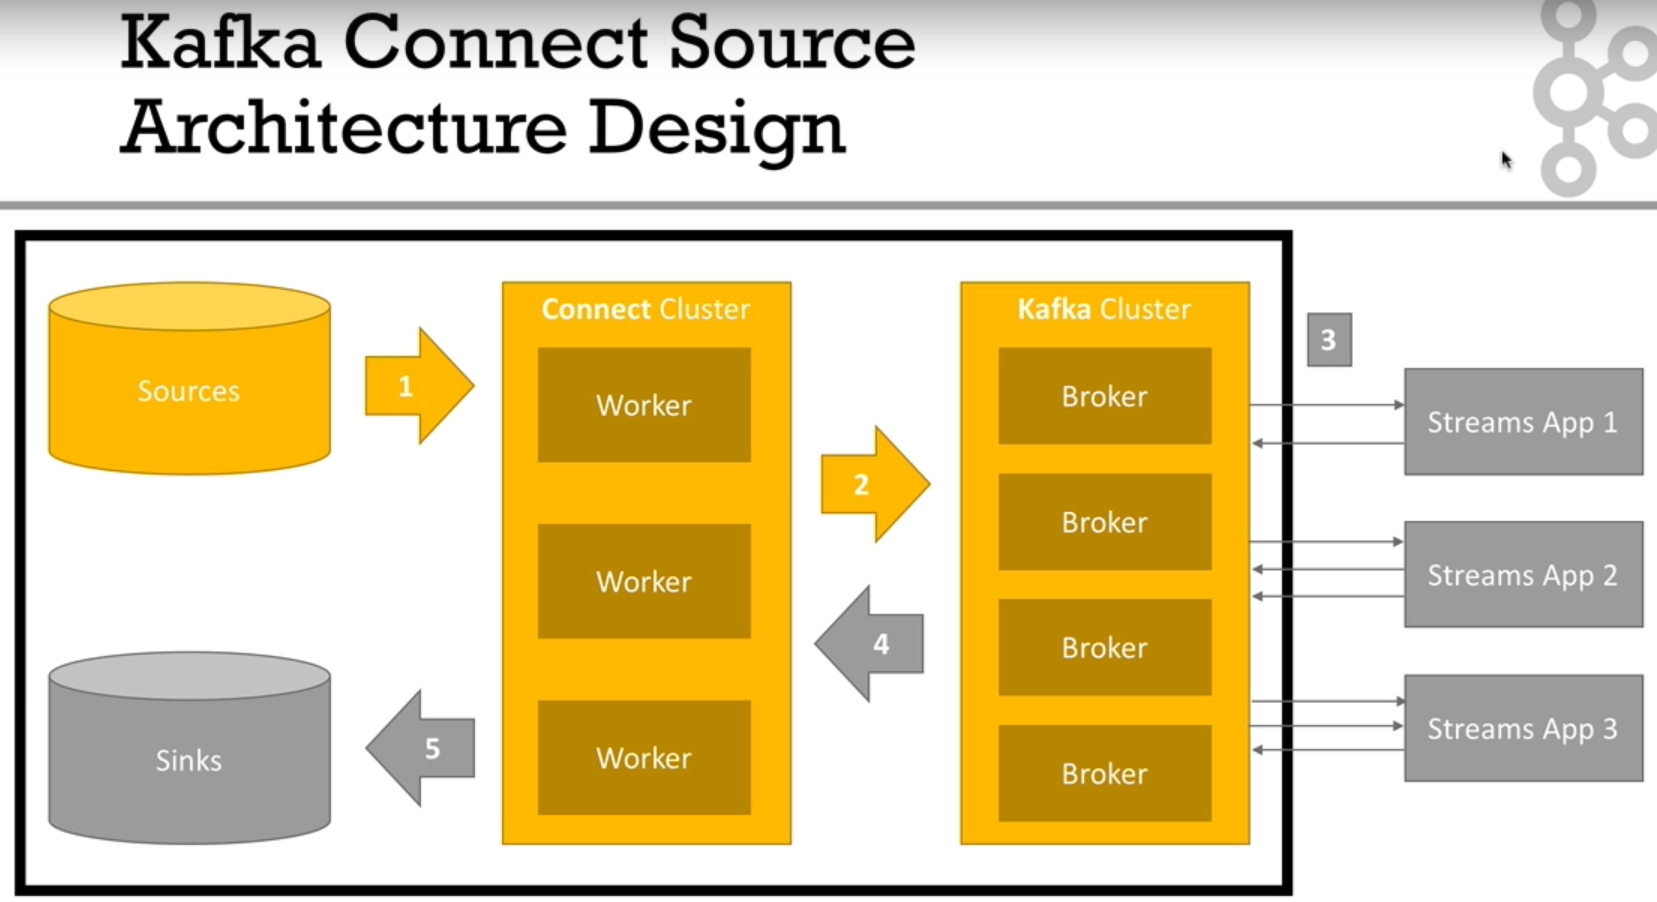 Kafka Connect Source
Architecture Design
Sources
1
Connect Cluster
Worker
Worker
Worker
2
Kafka Cluster
Broker
Broker
Broker
Broker
3
Streams App 1
Streams App 2
Streams App 3
4
5
Sinks